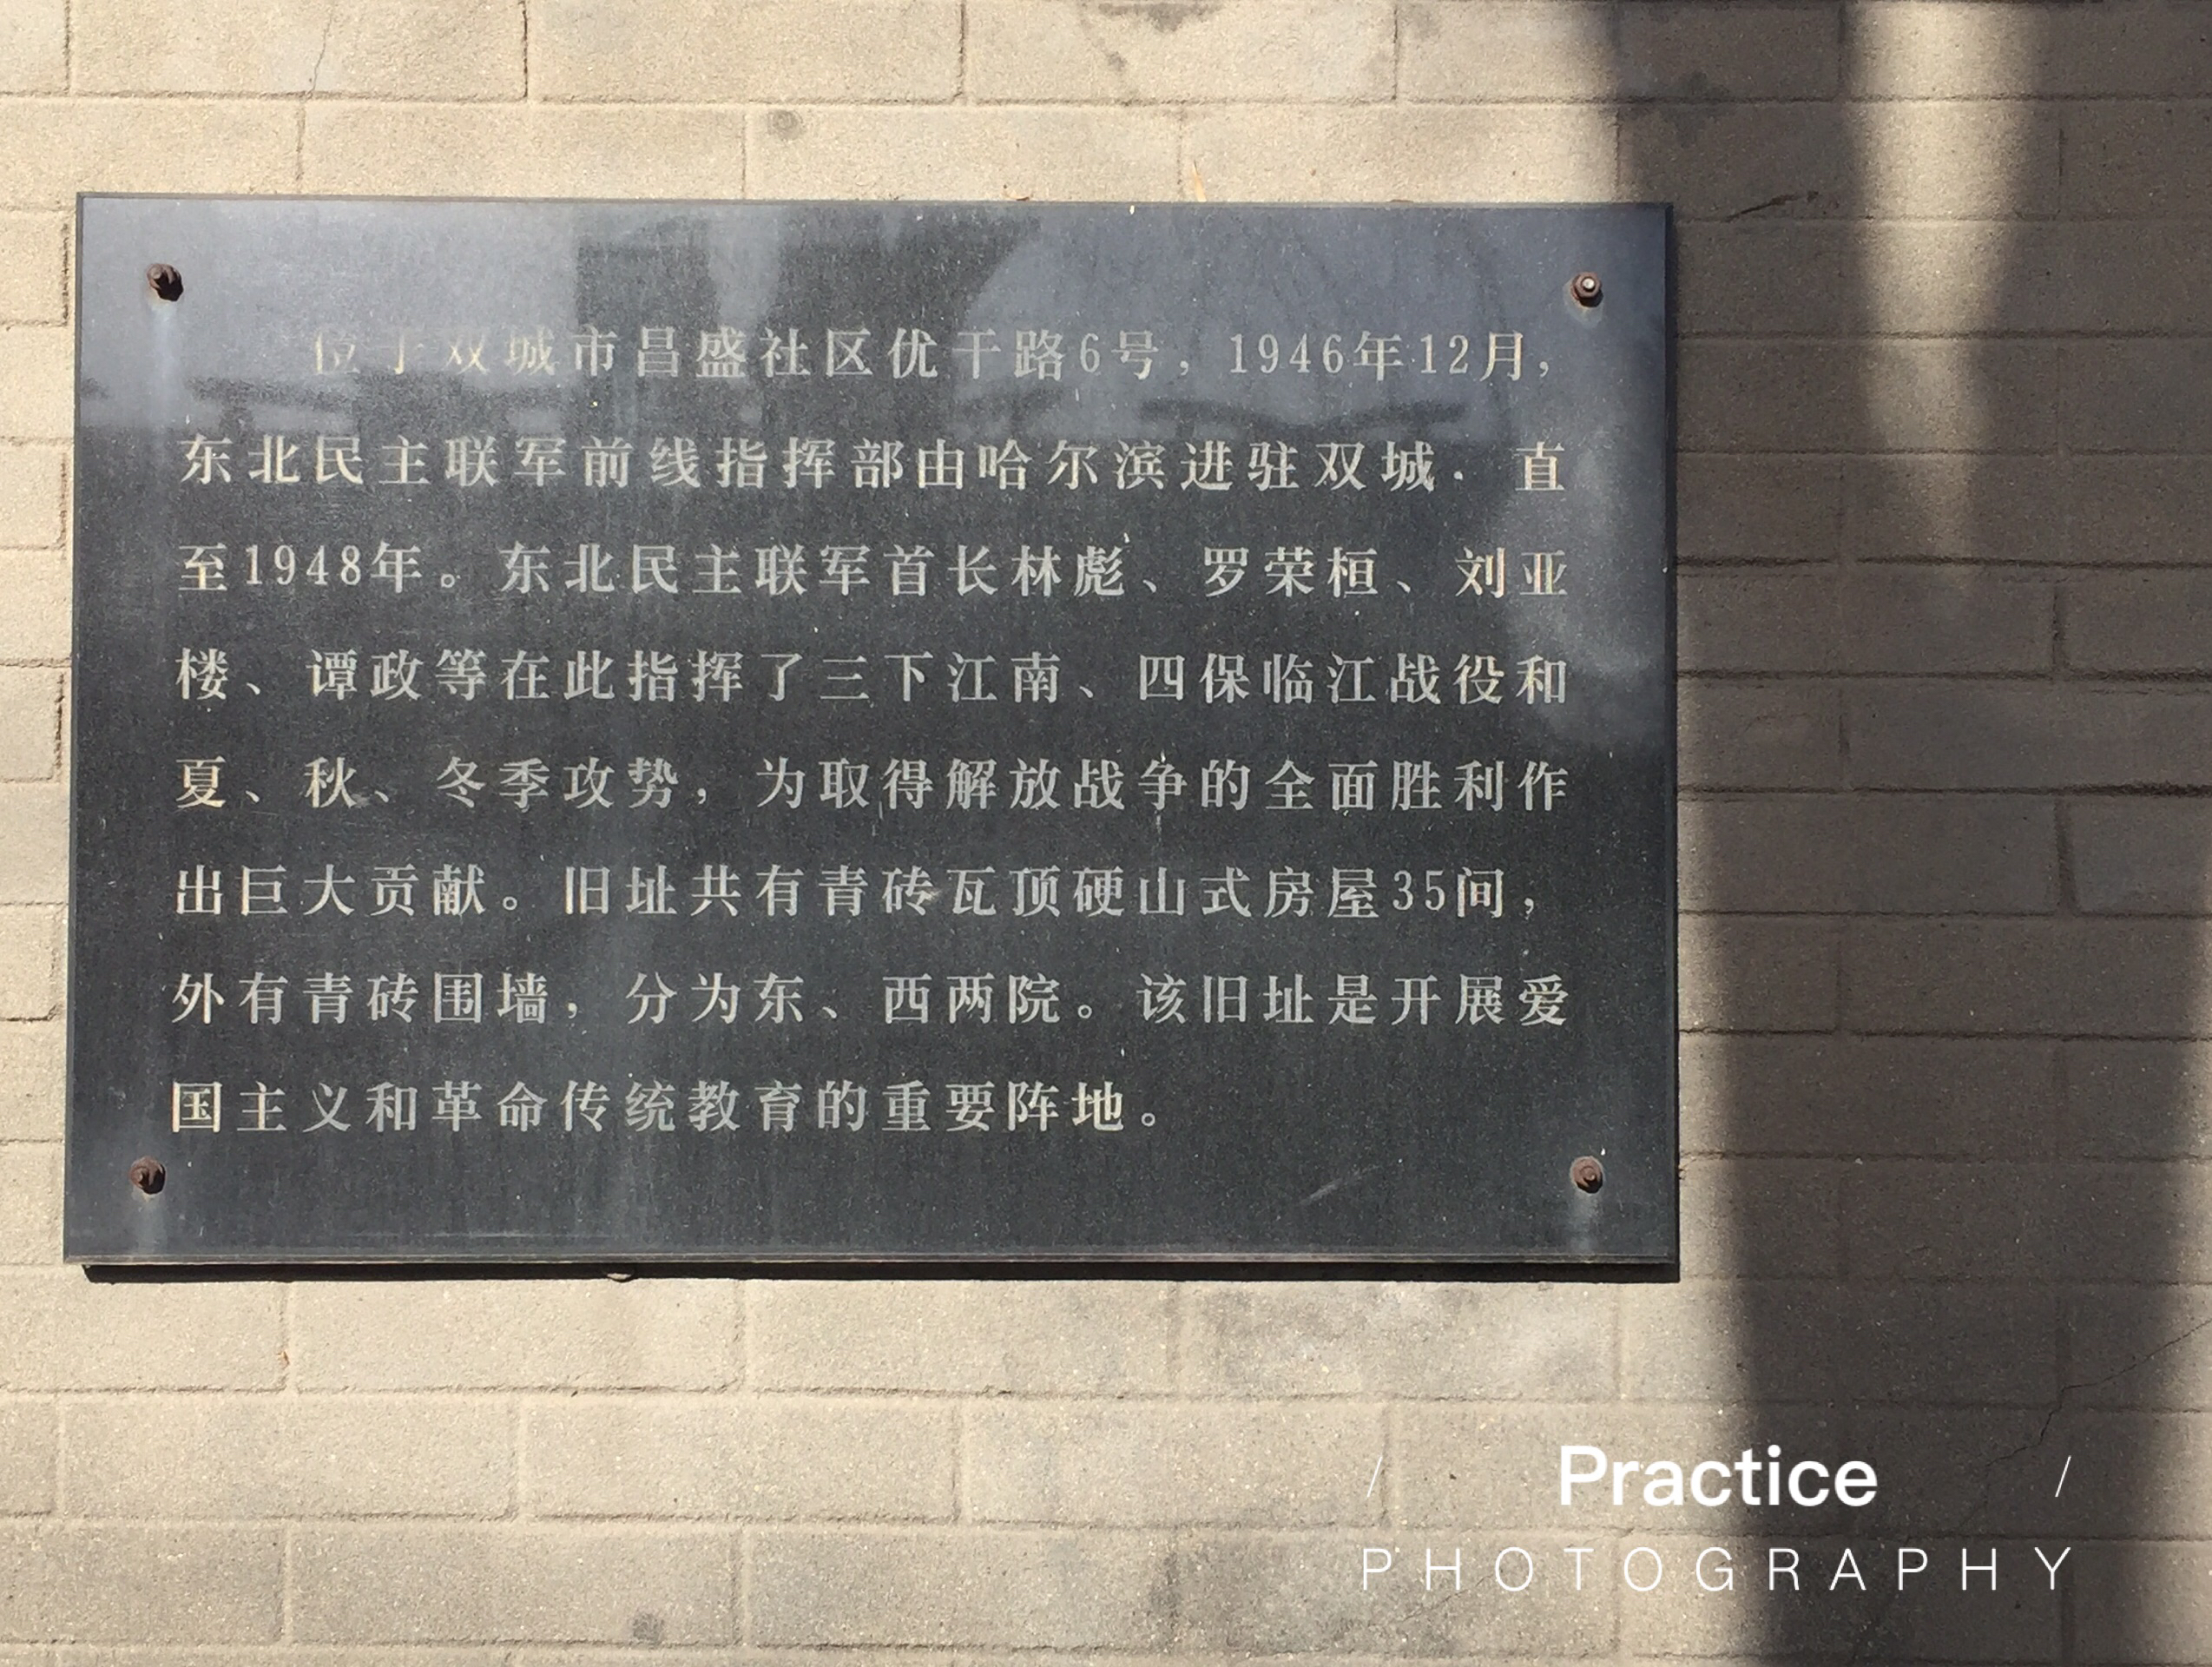 位于双城市昌盛社区优干路6号，1946年12月，
东北民主联军前线指挥部由哈尔滨进驻双城．直
至1948年。东北民主联军首长林彪、罗荣桓、刘亚
楼、谭政等在此指挥了三下江南、四保临江战役和
夏、秋、冬季攻势，为取得解放战争的全面胜利作
出巨大贡献。旧址共有青砖瓦顶硬山式房屋35间，
外有青砖围墙，分为东、西两院。该旧址是开展爱
国主义和革命传统教育的重要阵地。
/ Practice /
PHOTOGRAPHY